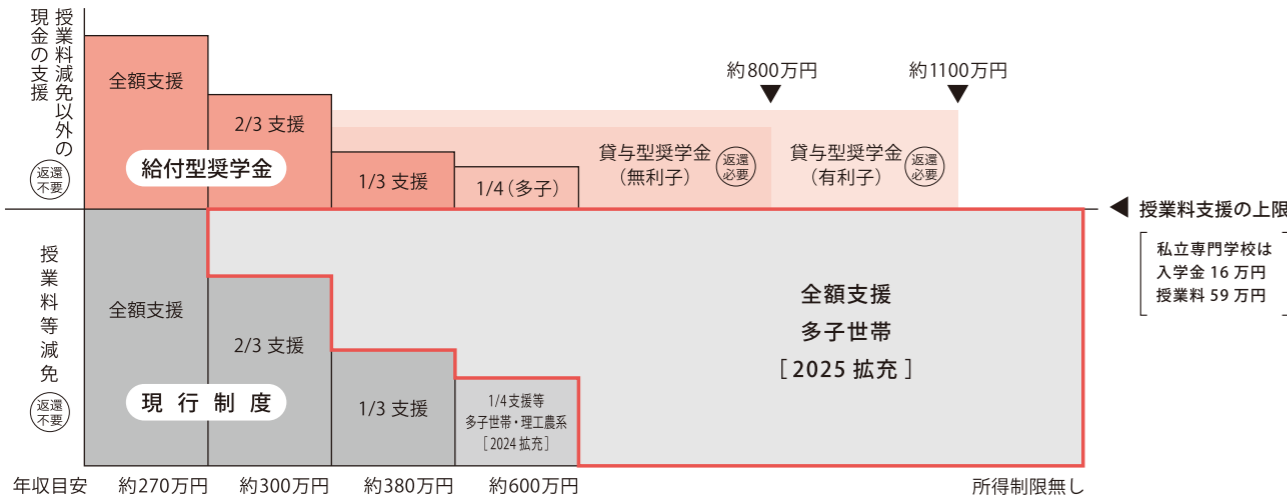 授業料減免以外の
現金の支援
返還
不要
全額支援
2/3 支援
給付型奨学金
1/3 支援
1/4（多子）
約800万円
約1100万円
貸与型奨学金
（無利子）
返還
必要
貸与型奨学金
（有利子）
返還
必要
授業料支援の上限
私立専門学校は
入学金 16 万円
授業料 59 万円
授業料等減免
返還
不要
全額支援
2/3 支援
現行制度
1/3 支援
1/4支援等
多子世帯・理工農系
［2024 拡充］
全額支援
多子世帯
［2025 拡充］
年収目安
約270万円
約300万円
約380万円
約600万円
所得制限無し